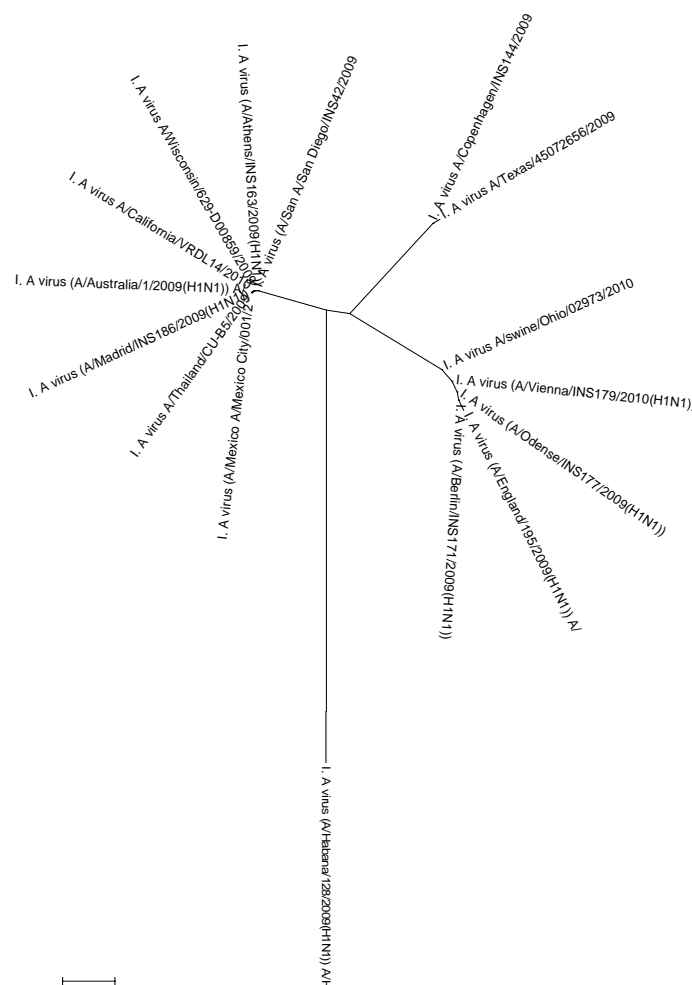 I. A virus (A/Athens/INS163/2009(H1N1))
I. A virus (A/San A/San Diego/INS42/2009
I. A virus A/Copenhagen/INS144/2009
I. A virus A/Wisconsin/629-D00859/2009
I. A virus A/Texas/45072656/2009
I. A virus A/California/VRDL14/2010
I. A virus (A/Australia/1/2009(H1N1)) A
I. A virus A/swine/Ohio/02973/2010
I. A virus (A/Madrid/INS186/2009(H1N1))
I. A virus (A/Vienna/INS179/2010(H1N1))
I. A virus A/Thailand/CU-B5/2009
I. A virus (A/Odense/INS177/2009(H1N1))
I. A virus (A/Mexico A/Mexico City/001/2
I. A virus (A/England/195/2009(H1N1)) A/
I. A virus (A/Berlin/INS171/2009(H1N1))
I. A virus (A/Habana/128/2009(H1N1)) A/H